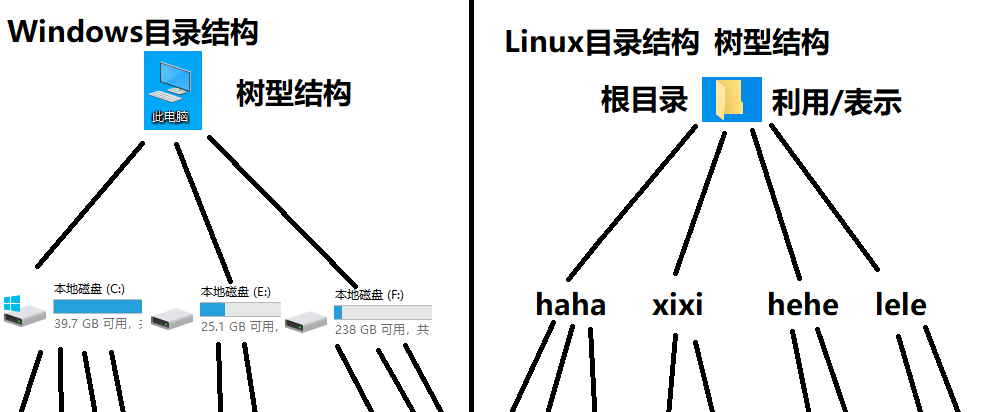 Windows目录结构
树型结构
此电脑
本地磁盘 (C:)
39.7 GB 可用，
本地磁盘 (E:)
25.1 GB 可用，
本地磁盘 (F:)
238 GB 可用，共
Linux目录结构 树型结构
根目录
利用/表示
haha
xixi
hehe
lele